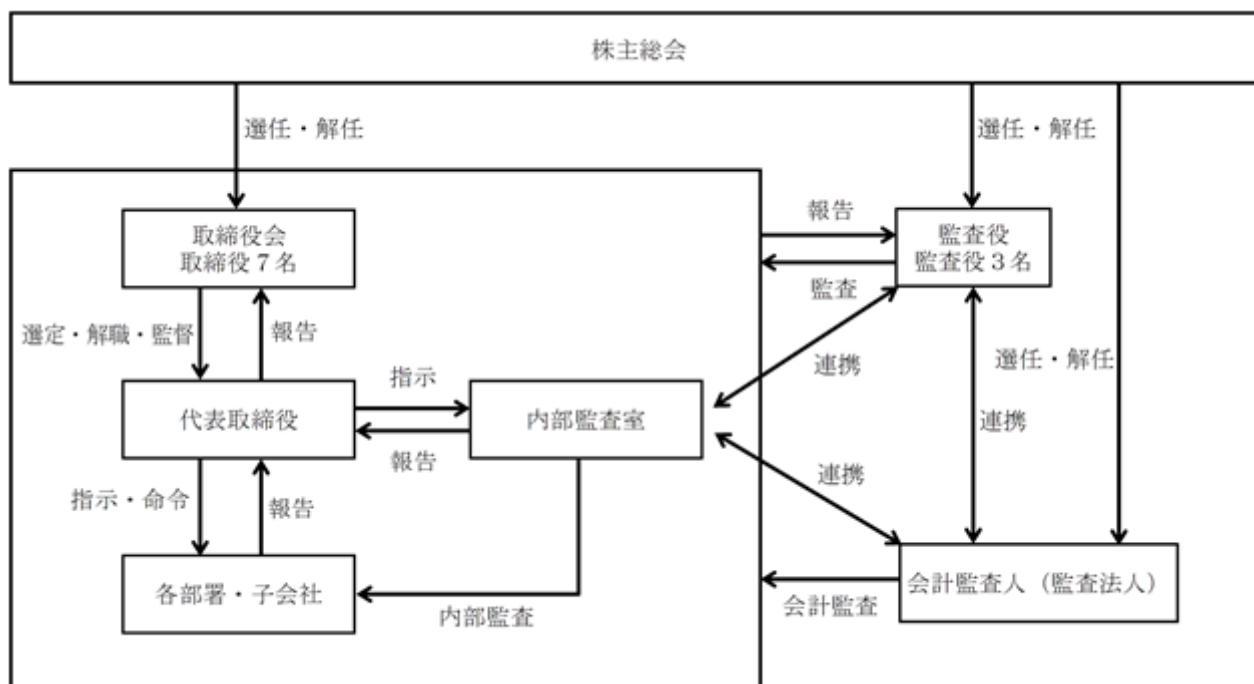 株主総会
選任・解任
選任・解任
取締役会
取締役7名
報告
監査役
監査役3名
監査
選定・解職・監督
報告
選任・解任
連携
指示
代表取締役
内部監査室
連携
報告
連携
指示・命令
報告
各部署・子会社
会計監査人（監査法人）
会計監査
内部監査